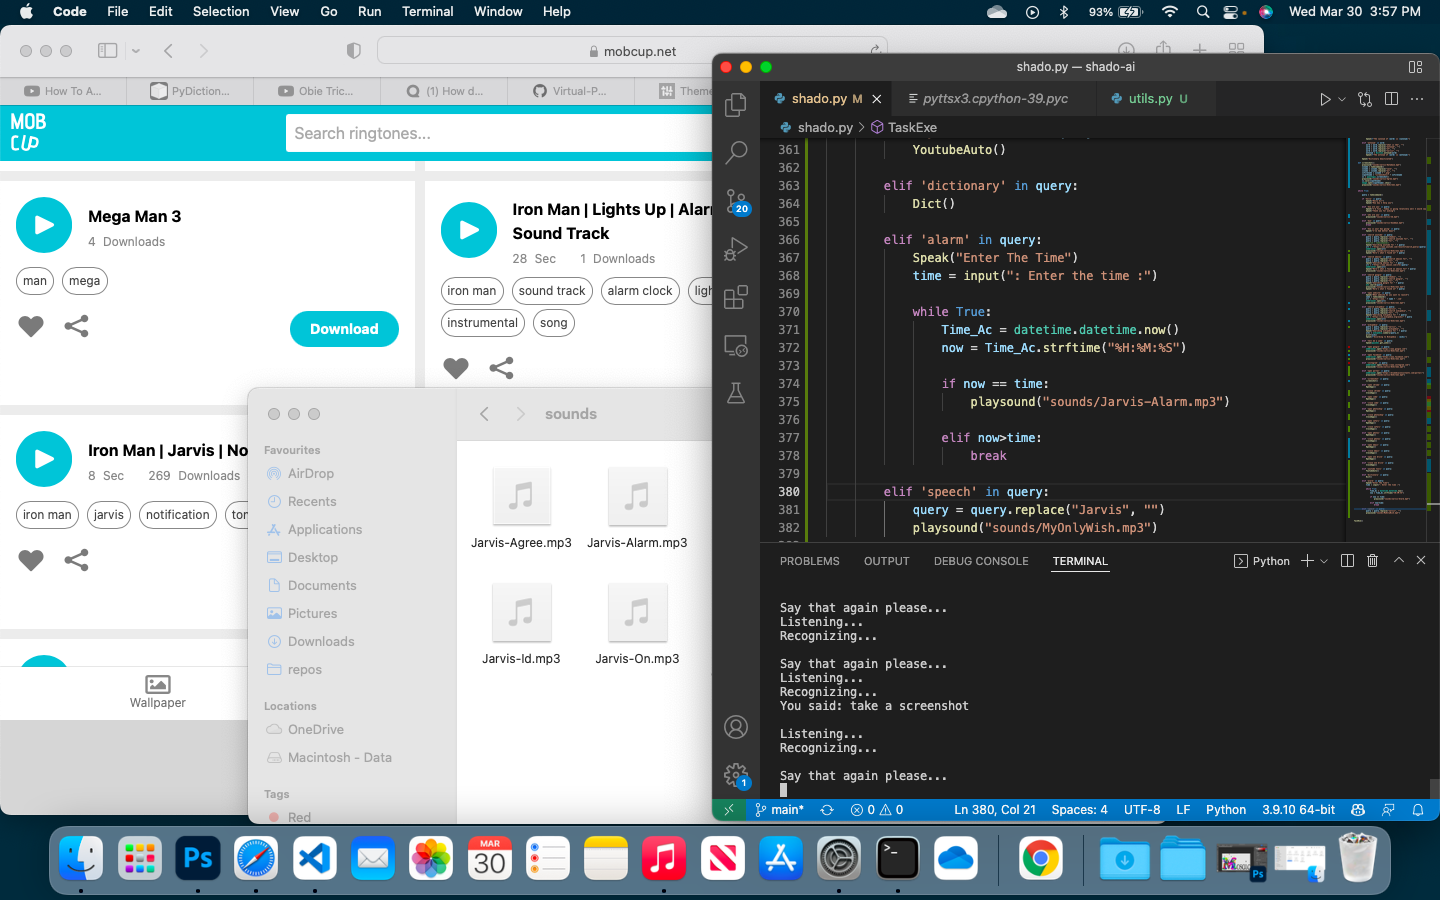 Code File Edit Selection View Go Run Terminal Window Help
93% Wed Mar 30 3:57 PM
mobcup.net
How To A...
PyDiction...
Obie Tric...
(1) How d...
Virtual-P...
Theme
MOB
CUP
Search ringtones...
Mega Man 3
4 Downloads
man
mega
Download
Iron Man | Lights Up | Alarm
Sound Track
28 Sec 1 Downloads
iron man
sound track
alarm clock
ligh
instrumental
song
Iron Man | Jarvis | No
8 Sec 269 Downloads
iron man
jarvis
notification
ton
Wallpaper
sounds
Favourites
AirDrop
Recents
Applications
Desktop
Documents
Pictures
Downloads
repos
Locations
OneDrive
Macintosh - Data
Tags
Red
Jarvis-Agree.mp3
Jarvis-Alarm.mp3
Jarvis-Id.mp3
Jarvis-On.mp3
shado.py — shado-ai
shado.py M
pyttsx3.cpython-39.pyc
utils.py U
shado.py > TaskExe
20
1
361 YoutubeAuto()
362
363 elif 'dictionary' in query:
364 Dict()
365
366 elif 'alarm' in query:
367 Speak("Enter The Time")
368 time = input(": Enter the time :")
369
370 while True:
371 Time_Ac = datetime.datetime.now()
372 now = Time_Ac.strftime("%H:%M:%S")
373
374 if now == time:
375 playsound("sounds/Jarvis-Alarm.mp3")
376
377 elif now>time:
378 break
379
380 elif 'speech' in query:
381 query = query.replace("Jarvis", "")
382 playsound("sounds/MyOnlyWish.mp3")
PROBLEMS OUTPUT DEBUG CONSOLE TERMINAL
Python
Say that again please...
Listening...
Recognizing...
Say that again please...
Listening...
Recognizing...
You said: take a screenshot
Listening...
Recognizing...
Say that again please...
main* 0 0 Ln 380, Col 21 Spaces: 4 UTF-8 LF Python 3.9.10 64-bit
Ps
MAR
30
>_
Ps